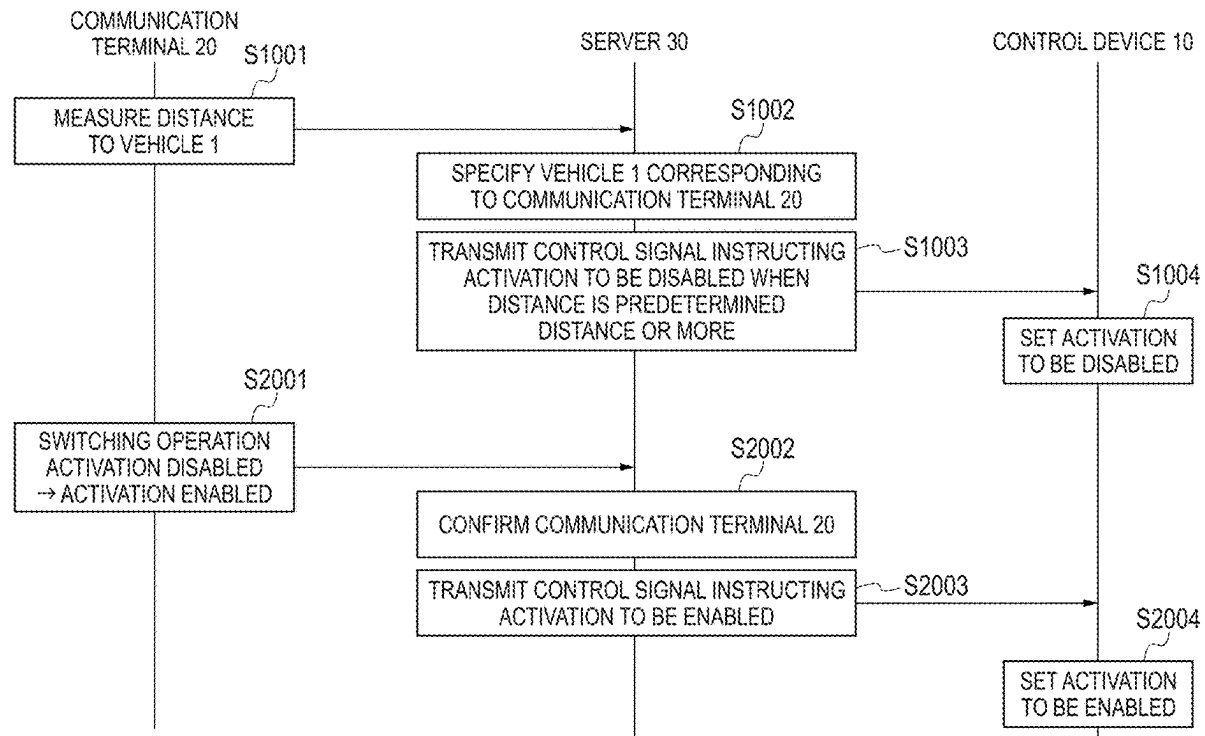 COMMUNICATION
TERMINAL 20
SERVER 30
CONTROL DEVICE 10
S1001
MEASURE DISTANCE
TO VEHICLE 1
S1002
SPECIFY VEHICLE 1 CORRESPONDING
TO COMMUNICATION TERMINAL 20
S1003
TRANSMIT CONTROL SIGNAL INSTRUCTING
ACTIVATION TO BE DISABLED WHEN
DISTANCE IS PREDETERMINED
DISTANCE OR MORE
S1004
SET ACTIVATION
TO BE DISABLED
S2001
SWITCHING OPERATION
ACTIVATION DISABLED
→ ACTIVATION ENABLED
S2002
CONFIRM COMMUNICATION TERMINAL 20
S2003
TRANSMIT CONTROL SIGNAL INSTRUCTING
ACTIVATION TO BE ENABLED
S2004
SET ACTIVATION
TO BE ENABLED